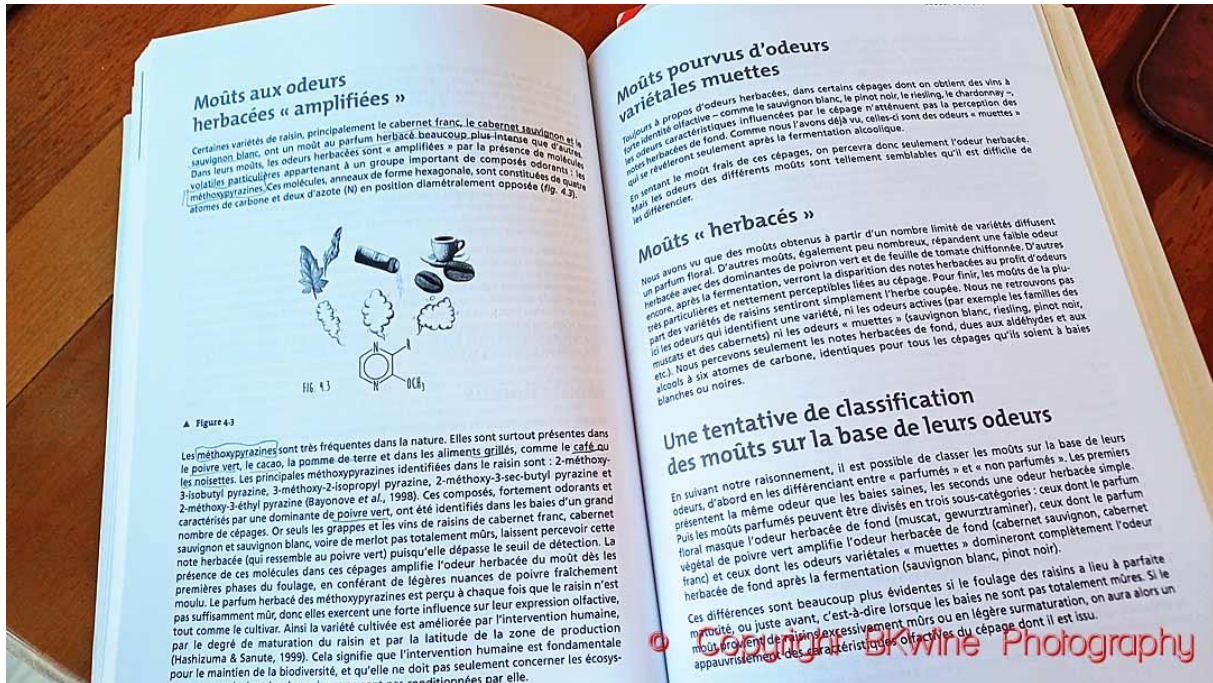 Moûts aux odeurs
herbacées « amplifiées »
Certaines variétés de raisin, principalement le cabernet franc, le cabernet sauvignon et le
sauvignon blanc, ont un moût au parfum herbacé beaucoup plus intense que d'autres.
Dans leurs moûts, les odeurs herbacées sont « amplifiées » par la présence de molécules
volatiles particulières appartenant à un groupe important de composés odorants : les
méthoxypyrazines. Ces molécules, anneaux de forme hexagonale, sont constituées de quatre
atomes de carbone et deux d'azote (N) en position diamétralement opposée (fig. 4.3).
N
N
OCH3
FIG. 4.3
▲ Figure 4.3
Les méthoxypyrazines sont très fréquentes dans la nature. Elles sont surtout présentes dans
le poivre vert, le cacao, la pomme de terre et dans les aliments grillés, comme le café ou
les noisettes. Les principales méthoxypyrazines identifiées dans le raisin sont : 2-méthoxy-
3-isobutyl pyrazine, 3-méthoxy-2-isopropyl pyrazine, 2-méthoxy-3-sec-butyl pyrazine et
2-méthoxy-3-éthyl pyrazine (Bayonove et al., 1998). Ces composés, fortement odorants et
caractérisés par une dominante de poivre vert, ont été identifiés dans les baies d'un grand
nombre de cépages. Or seuls les grappes et les vins de raisins de cabernet franc, cabernet
sauvignon et sauvignon blanc, voire de merlot pas totalement mûrs, laissent percevoir cette
note herbacée (qui ressemble au poivre vert) puisqu'elle dépasse le seuil de détection. La
présence de ces molécules dans ces cépages amplifie l'odeur herbacée du moût dès les
premières phases du foulage, en conférant de légères nuances de poivre fraîchement
moulu. Le parfum herbacé des méthoxypyrazines est perçu à chaque fois que le raisin n'est
pas suffisamment mûr, donc elles exercent une forte influence sur leur expression olfactive,
tout comme le cultivar. Ainsi la variété cultivée est améliorée par l'intervention humaine,
par le degré de maturation du raisin et par la latitude de la zone de production
(Hashizuma & Sanute, 1999). Cela signifie que l'intervention humaine est fondamentale
pour le maintien de la biodiversité, et qu'elle ne doit pas seulement concerner les écosys-
pas conditionnées par elle.
Moûts pourvus d'odeurs
variétales muettes
Toujours à propos d'odeurs herbacées, dans certains cépages dont on obtient des vins à
forte identité olfactive – comme le sauvignon blanc, le pinot noir, le riesling, le chardonnay –,
les odeurs caractéristiques influencées par le cépage n'atténuent pas la perception des
notes herbacées de fond. Comme nous l'avons déjà vu, celles-ci sont des odeurs « muettes »
qui se révéleront seulement après la fermentation alcoolique.
En sentant le moût frais de ces cépages, on percevra donc seulement l'odeur herbacée.
Mais les odeurs des différents moûts sont tellement semblables qu'il est difficile de
les différencier.
Moûts « herbacés »
Nous avons vu que des moûts obtenus à partir d'un nombre limité de variétés diffusent
un parfum floral. D'autres moûts, également peu nombreux, répandent une faible odeur
herbacée avec des dominantes de poivron vert et de feuille de tomate chiffonnée. D'autres
encore, après la fermentation, verront la disparition des notes herbacées au profit d'odeurs
très particulières et nettement perceptibles liées au cépage. Pour finir, les moûts de la plu-
part des variétés de raisins sentiront simplement l'herbe coupée. Nous ne retrouvons pas
ici les odeurs qui identifient une variété, ni les odeurs actives (par exemple les familles des
muscats et des cabernets) ni les odeurs « muettes » (sauvignon blanc, riesling, pinot noir,
etc.). Nous percevons seulement les notes herbacées de fond, dues aux aldéhydes et aux
alcools à six atomes de carbone, identiques pour tous les cépages qu'ils soient à baies
blanches ou noires.
Une tentative de classification
des moûts sur la base de leurs odeurs
En suivant notre raisonnement, il est possible de classer les moûts sur la base de leurs
odeurs, d'abord en les différenciant entre « parfumés » et « non parfumés ». Les premiers
présentent la même odeur que les baies saines, les seconds une odeur herbacée simple.
Puis les moûts parfumés peuvent être divisés en trois sous-catégories : ceux dont le parfum
floral masque l'odeur herbacée de fond (muscat, gewurztraminer), ceux dont le parfum
végétal de poivre vert amplifie l'odeur herbacée de fond (cabernet sauvignon, cabernet
franc) et ceux dont les odeurs variétales « muettes » domineront complètement l'odeur
herbacée de fond après la fermentation (sauvignon blanc, pinot noir).
Ces différences sont beaucoup plus évidentes si le foulage des raisins a lieu à parfaite
maturité, ou juste avant, c'est-à-dire lorsque les baies ne sont pas totalement mûres. Si le
moût provient de raisins excessivement mûrs ou en légère surmaturation, on aura alors un
appauvrissement des caractéristiques olfactives du cépage dont il est issu.
© Copyright BKWine Photography